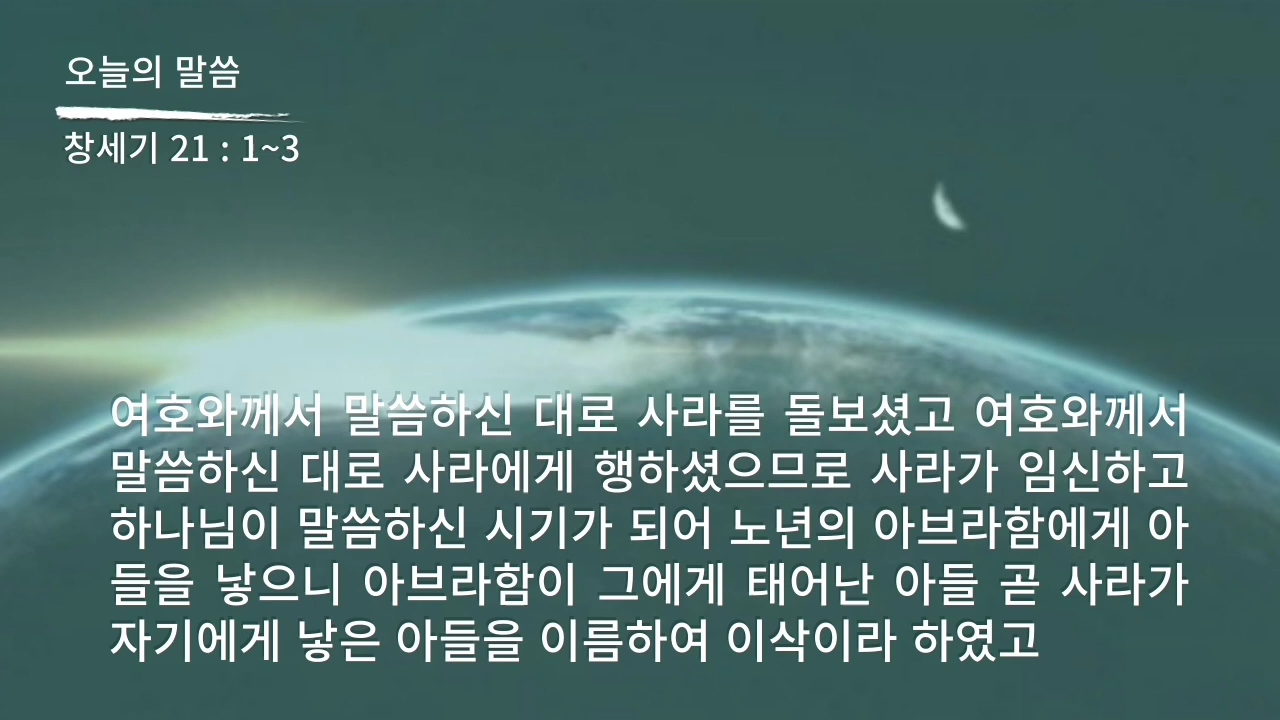 오늘의 말씀
창세기 21 : 1~3
여호와께서 말씀하신 대로 사라를 돌보셨고 여호와께서
말씀하신 대로 사라에게 행하셨으므로 사라가 임신하고
하나님이 말씀하신 시기가 되어 노년의 아브라함에게 아
들을 낳으니 아브라함이 그에게 태어난 아들 곧 사라가
자기에게 낳은 아들을 이름하여 이삭이라 하였고